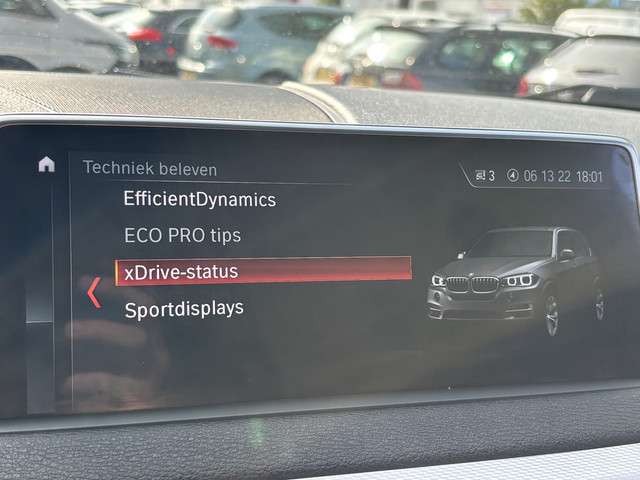 Techniek beleven
3 06 13 22 18:01
EfficientDynamics
ECO PRO tips
xDrive-status
Sportdisplays